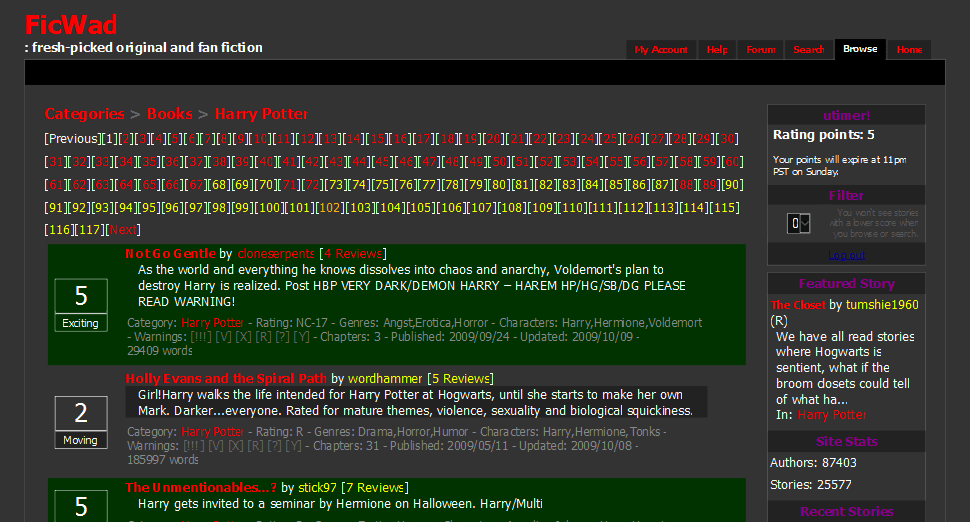 FicWad
: fresh-picked original and fan fiction
My Account Help Forum Search Browse Home
Categories > Books > Harry Potter
[Previous][1][2][3][4][5][6][7][8][9][10][11][12][13][14][15][16][17][18][19][20][21][22][23][24][25][26][27][28][29][30]
[31][32][33][34][35][36][37][38][39][40][41][42][43][44][45][46][47][48][49][50][51][52][53][54][55][56][57][58][59][60]
[61][62][63][64][65][66][67][68][69][70][71][72][73][74][75][76][77][78][79][80][81][82][83][84][85][86][87][88][89][90]
[91][92][93][94][95][96][97][98][99][100][101][102][103][104][105][106][107][108][109][110][111][112][113][114][115]
[116][117][Next]
Not Go Gentle by cloneserpents [4 Reviews]
As the world and everything he knows dissolves into chaos and anarchy, Voldemort's plan to
destroy Harry is realized. Post HBP VERY DARK/DEMON HARRY – HAREM HP/HG/SB/DG PLEASE
READ WARNING!
5
Exciting
Category: Harry Potter - Rating: NC-17 - Genres: Angst,Erotica,Horror - Characters: Harry,Hermione,Voldemort
- Warnings: [!!!] [V] [X] [R] [?] [Y] - Chapters: 3 - Published: 2009/09/24 - Updated: 2009/10/09 -
29409 words
Holly Evans and the Spiral Path by wordhammer [5 Reviews]
Girl!Harry walks the life intended for Harry Potter at Hogwarts, until she starts to make her own
Mark. Darker...everyone. Rated for mature themes, violence, sexuality and biological squickiness.
2
Moving
Category: Harry Potter - Rating: R - Genres: Drama,Horror,Humor - Characters: Harry,Hermione,Tonks -
Warnings: [!!!] [V] [X] [R] [?] [Y] - Chapters: 31 - Published: 2009/05/11 - Updated: 2009/10/08 -
185997 words
The Unmentionables...? by stick97 [7 Reviews]
Harry gets invited to a seminar by Hermione on Halloween. Harry/Multi
5
utimer!
Rating points: 5
Your points will expire at 11pm
PST on Sunday.
Filter
0
You won't see stories
with a lower score when
you browse or search.
Log out
Featured Story
The Closet by tumshie1960
(R)
We have all read stories
where Hogwarts is
sentient, what if the
broom closets could tell
of what ha...
In: Harry Potter
Site Stats
Authors: 87403
Stories: 25577
Recent Stories